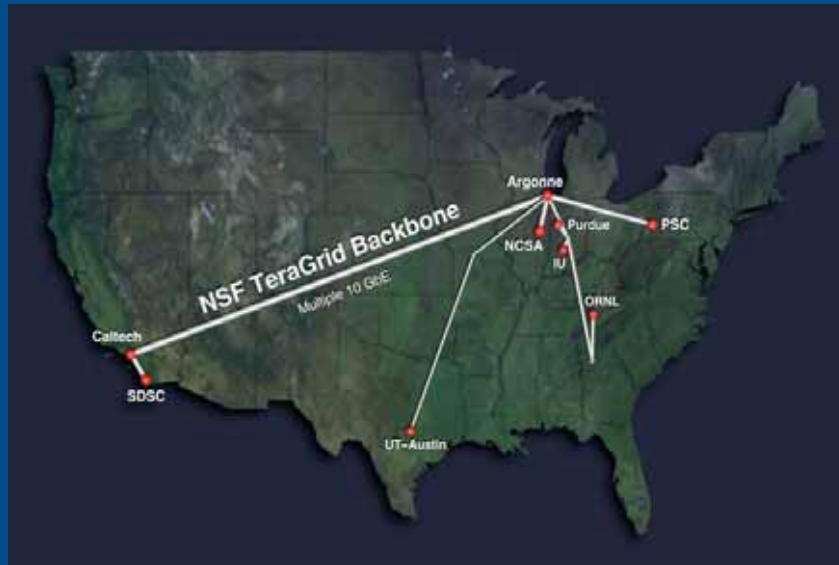 Argonne
Purdue
PSC
NCSA
IU
NSF TeraGrid Backbone
Multiple 10 GbE
ORNL
Caltech
SDSC
UT-Austin